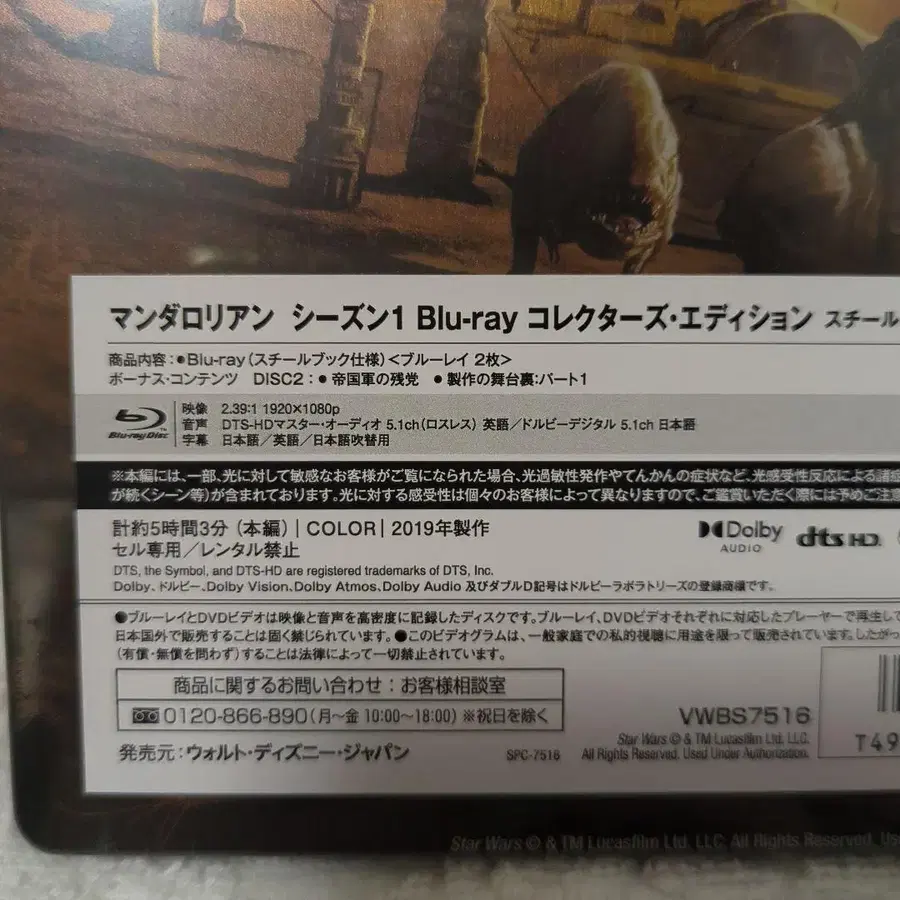 マンダロリアン シーズン1 Blu-ray コレクターズ・エディション スチール
商品内容：●Blu-ray（スチールブック仕様）<ブルーレイ 2枚>
ボーナス・コンテンツ DISC2：● 帝国軍の残党 ● 製作の舞台裏:パート1
Blu-ray Disc
映像 2.39:1 1920×1080p
音声 DTS-HDマスター・オーディオ 5.1ch（ロスレス） 英語／ドルビーデジタル 5.1ch 日本語
字幕 日本語／英語／日本語吹替用
※本編には、一部、光に対して敏感なお客様がご覧になられた場合、光過敏性発作やてんかんの症状など、光感受性反応による諸症
が続くシーン等）が含まれております。光に対する感受性は個々のお客様によって異なりますので、ご鑑賞いただく際には予めご注意
計約5時間3分（本編）| COLOR | 2019年製作
セル専用／レンタル禁止
Dolby AUDIO dts HD
DTS, the Symbol, and DTS-HD are registered trademarks of DTS, Inc.
Dolby、ドルビー、Dolby Vision、Dolby Atmos、Dolby Audio 及びダブルD記号はドルビーラボラトリーズの登録商標です。
●ブルーレイとDVDビデオは映像と音声を高密度に記録したディスクです。ブルーレイ、DVDビデオそれぞれに対応したプレーヤーで再生して
日本国外で販売することは固く禁じられています。●このビデオグラムは、一般家庭での私的視聴に用途を限って販売されています。したがっ
（有償・無償を問わず）することは法律によって一切禁止されています。
商品に関するお問い合わせ：お客様相談室
0120-866-890（月〜金 10:00〜18:00）※祝日を除く
VWBS7516
Star Wars © & TM Lucasfilm Ltd. LLC.
All Rights Reserved. Used Under Authorization.
T49
発売元：ウォルト・ディズニー・ジャパン
SPC-7516
Star Wars © & TM Lucasfilm Ltd. LLC. All Rights Reserved.